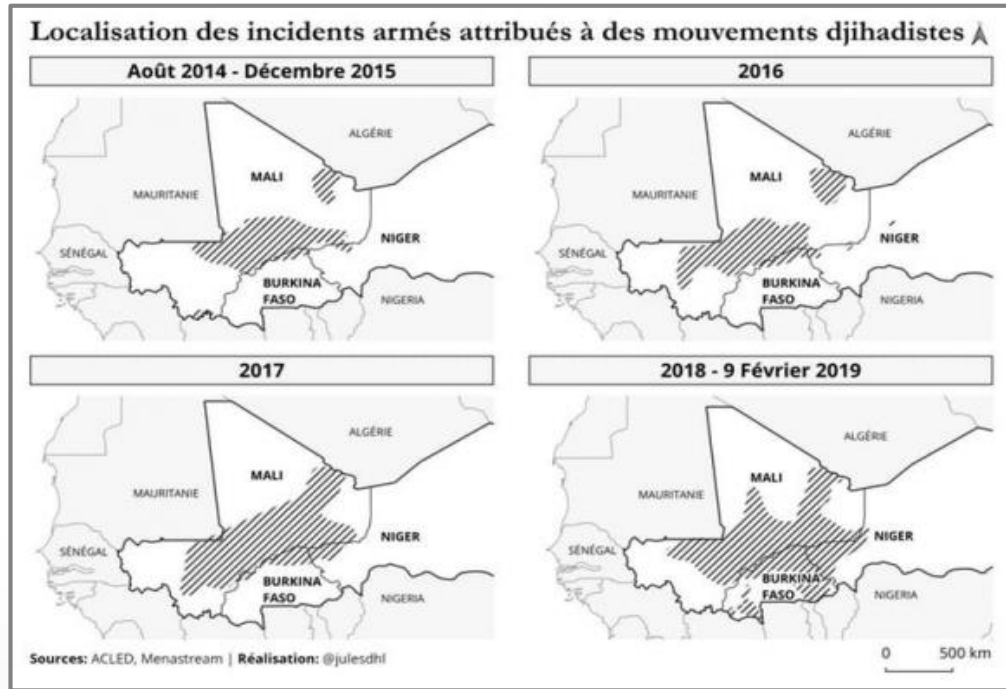 Localisation des incidents armés attribués à des mouvements djihadistes
Août 2014 - Décembre 2015
ALGÉRIE
MALI
MAURITANIE
SÉNÉGAL
NIGER
BURKINA
FASO
NIGERIA
2016
ALGÉRIE
MALI
MAURITANIE
SÉNÉGAL
NIGER
BURKINA
FASO
NIGERIA
2017
ALGÉRIE
MALI
MAURITANIE
SÉNÉGAL
NIGER
BURKINA
FASO
NIGERIA
2018 - 9 Février 2019
ALGÉRIE
MALI
MAURITANIE
SÉNÉGAL
NIGER
BURKINA
FASO
NIGERIA
Sources: ACLED, Menastream | Réalisation: @julesdhl
0 500 km